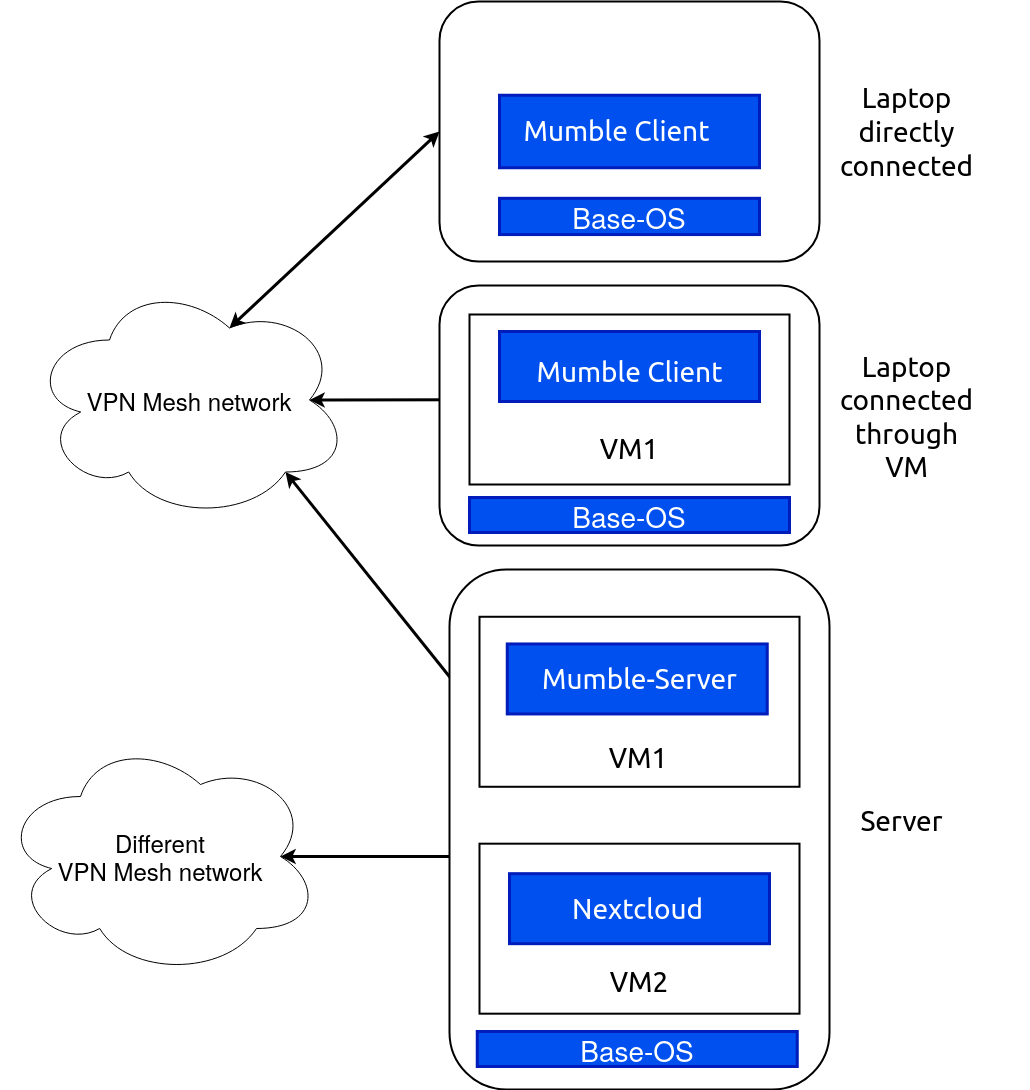 Mumble Client
Base-OS
Laptop
directly
connected
VPN Mesh network
Mumble Client
VM1
Base-OS
Laptop
connected
through
VM
Mumble-Server
VM1
Server
Different
VPN Mesh network
Nextcloud
VM2
Base-OS